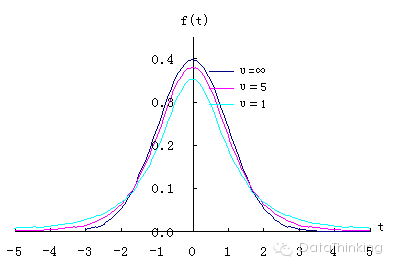 f(t)
0.4
υ=∞
υ=5
0.3
υ=1
0.2
0.1
0.0
t
-5 -4 -3 -2 -1 0 1 2 3 4 5
DataThinking